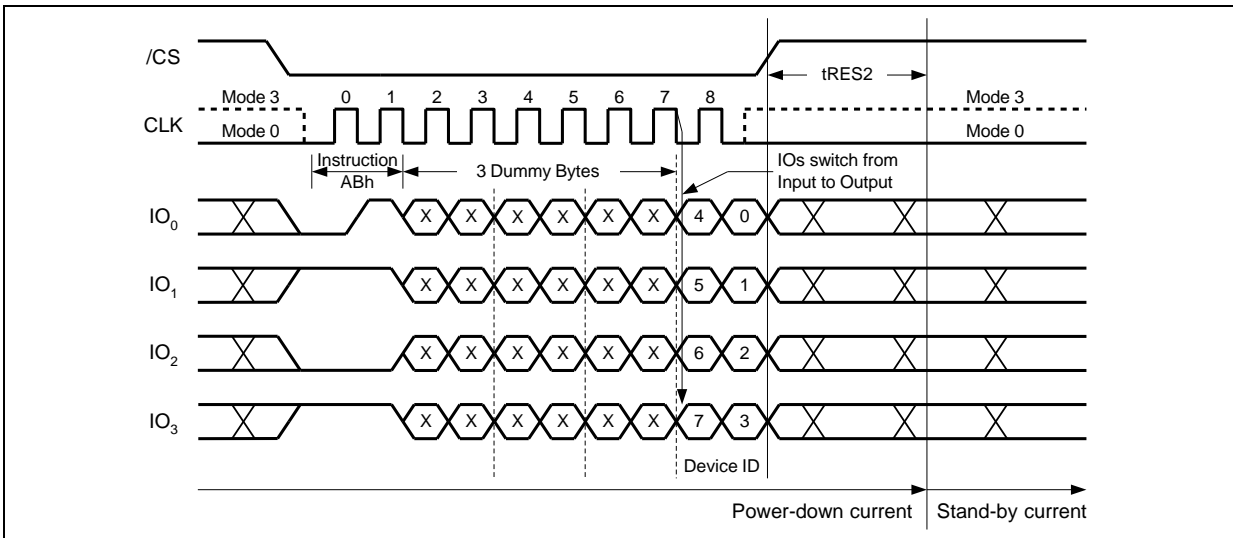 /CS
tRES2
Mode 3 0 1 2 3 4 5 6 7 8 Mode 3
CLK
Mode 0 Mode 0
Instruction
ABh
3 Dummy Bytes
IOs switch from
Input to Output
IO0 X X X X X X 4 0
IO1 X X X X X X 5 1
IO2 X X X X X X 6 2
IO3 X X X X X X 7 3
Device ID
Power-down current Stand-by current